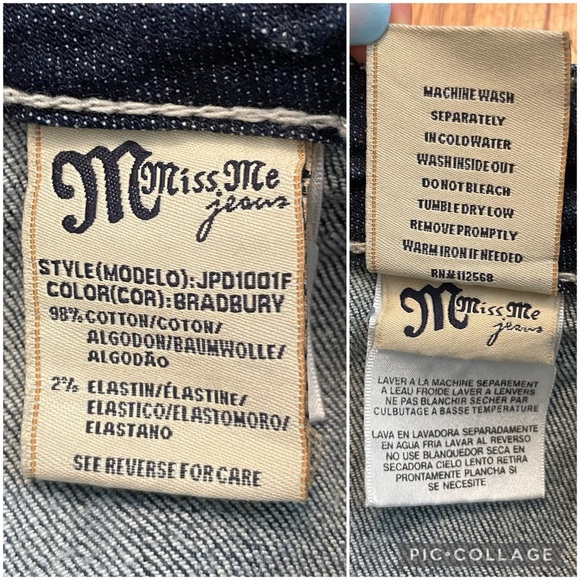 Miss Me
jeans
STYLE(MODELO):JPD1001F
COLOR(COR):BRADBURY
98% COTTON/COTON/
ALGODON/BAUMWOLLE/
ALGODÃO
2% ELASTIN/ÉLASTINE/
ELASTICO/ELASTOMORO/
ELASTANO
SEE REVERSE FOR CARE
MACHINE WASH
SEPARATELY
IN COLD WATER
WASH INSIDE OUT
DO NOT BLEACH
TUMBLE DRY LOW
REMOVE PROMPTLY
WARM IRON IF NEEDED
RN#112568
Miss Me
jeans
LAVER A LA MACHINE SEPAREMENT
A LEAU FROIDE LAVER A LENVERS
NE PAS BLANCHIR SÉCHER PAR
CULBUTAGE A BASSE TEMPERATURE
LAVA EN LAVADORA SEPARADAMENTE
EN AGUA FRIA LAVAR AL REVERSO
NO USE BLANQUEDOR SECA EN
SECADORA CIELO LENTO RETIRA
PRONTAMENTE PLANCHA SI
SE NECESITE
PIC•COLLAGE